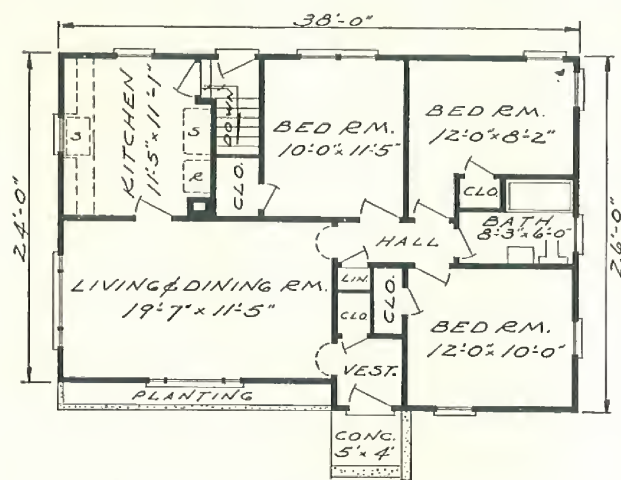 38'-0"
24'-0"
26'-0"
KITCHEN
11'-5" x 11'-1"
S
S
R
DOWN
CLO.
BED RM.
10'-0" x 11'-5"
BED RM.
12'-0" x 8'-2"
CLO.
BATH
8'-3" x 6'-0"
HALL
LIVING & DINING RM.
19'-7" x 11'-5"
LIN.
CLO.
CLO.
BED RM.
12'-0" x 10'-0"
VEST.
PLANTING
CONC.
5' x 4'